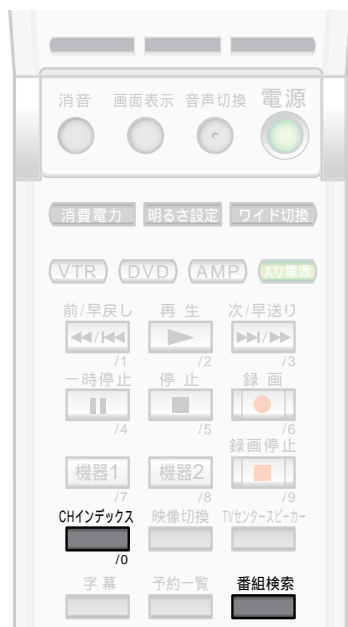 消音 画面表示 音声切換 電源
消費電力 明るさ設定 ワイド切換
VTR DVD AMP AV電源
前/早戻し 再生 次/早送り
/1 /2 /3
一時停止 停止 録画
/4 /5 /6
録画停止
機器1 機器2
/7 /8 /9
CHインデックス 映像切換 TVセンタースピーカー
/0
字幕 予約一覧 番組検索